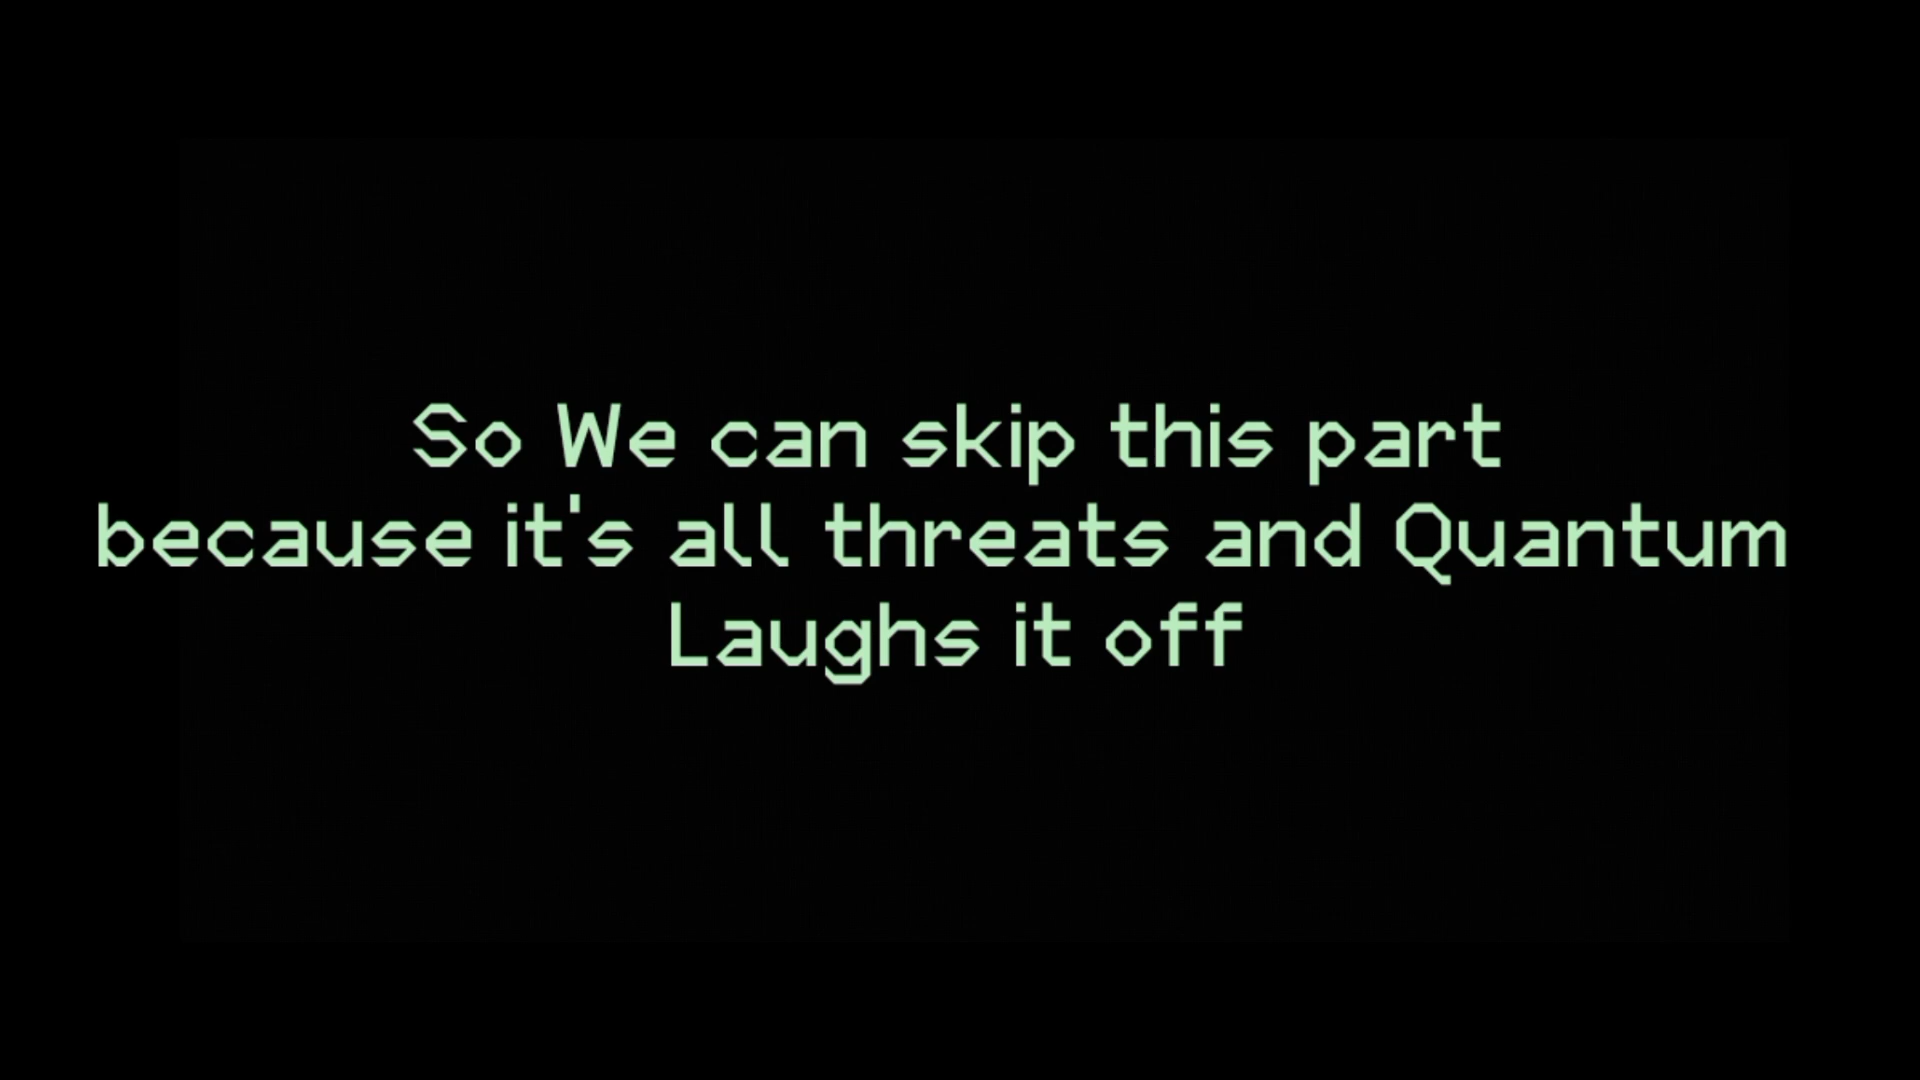 So We can skip this part
because it's all threats and Quantum
Laughs it off